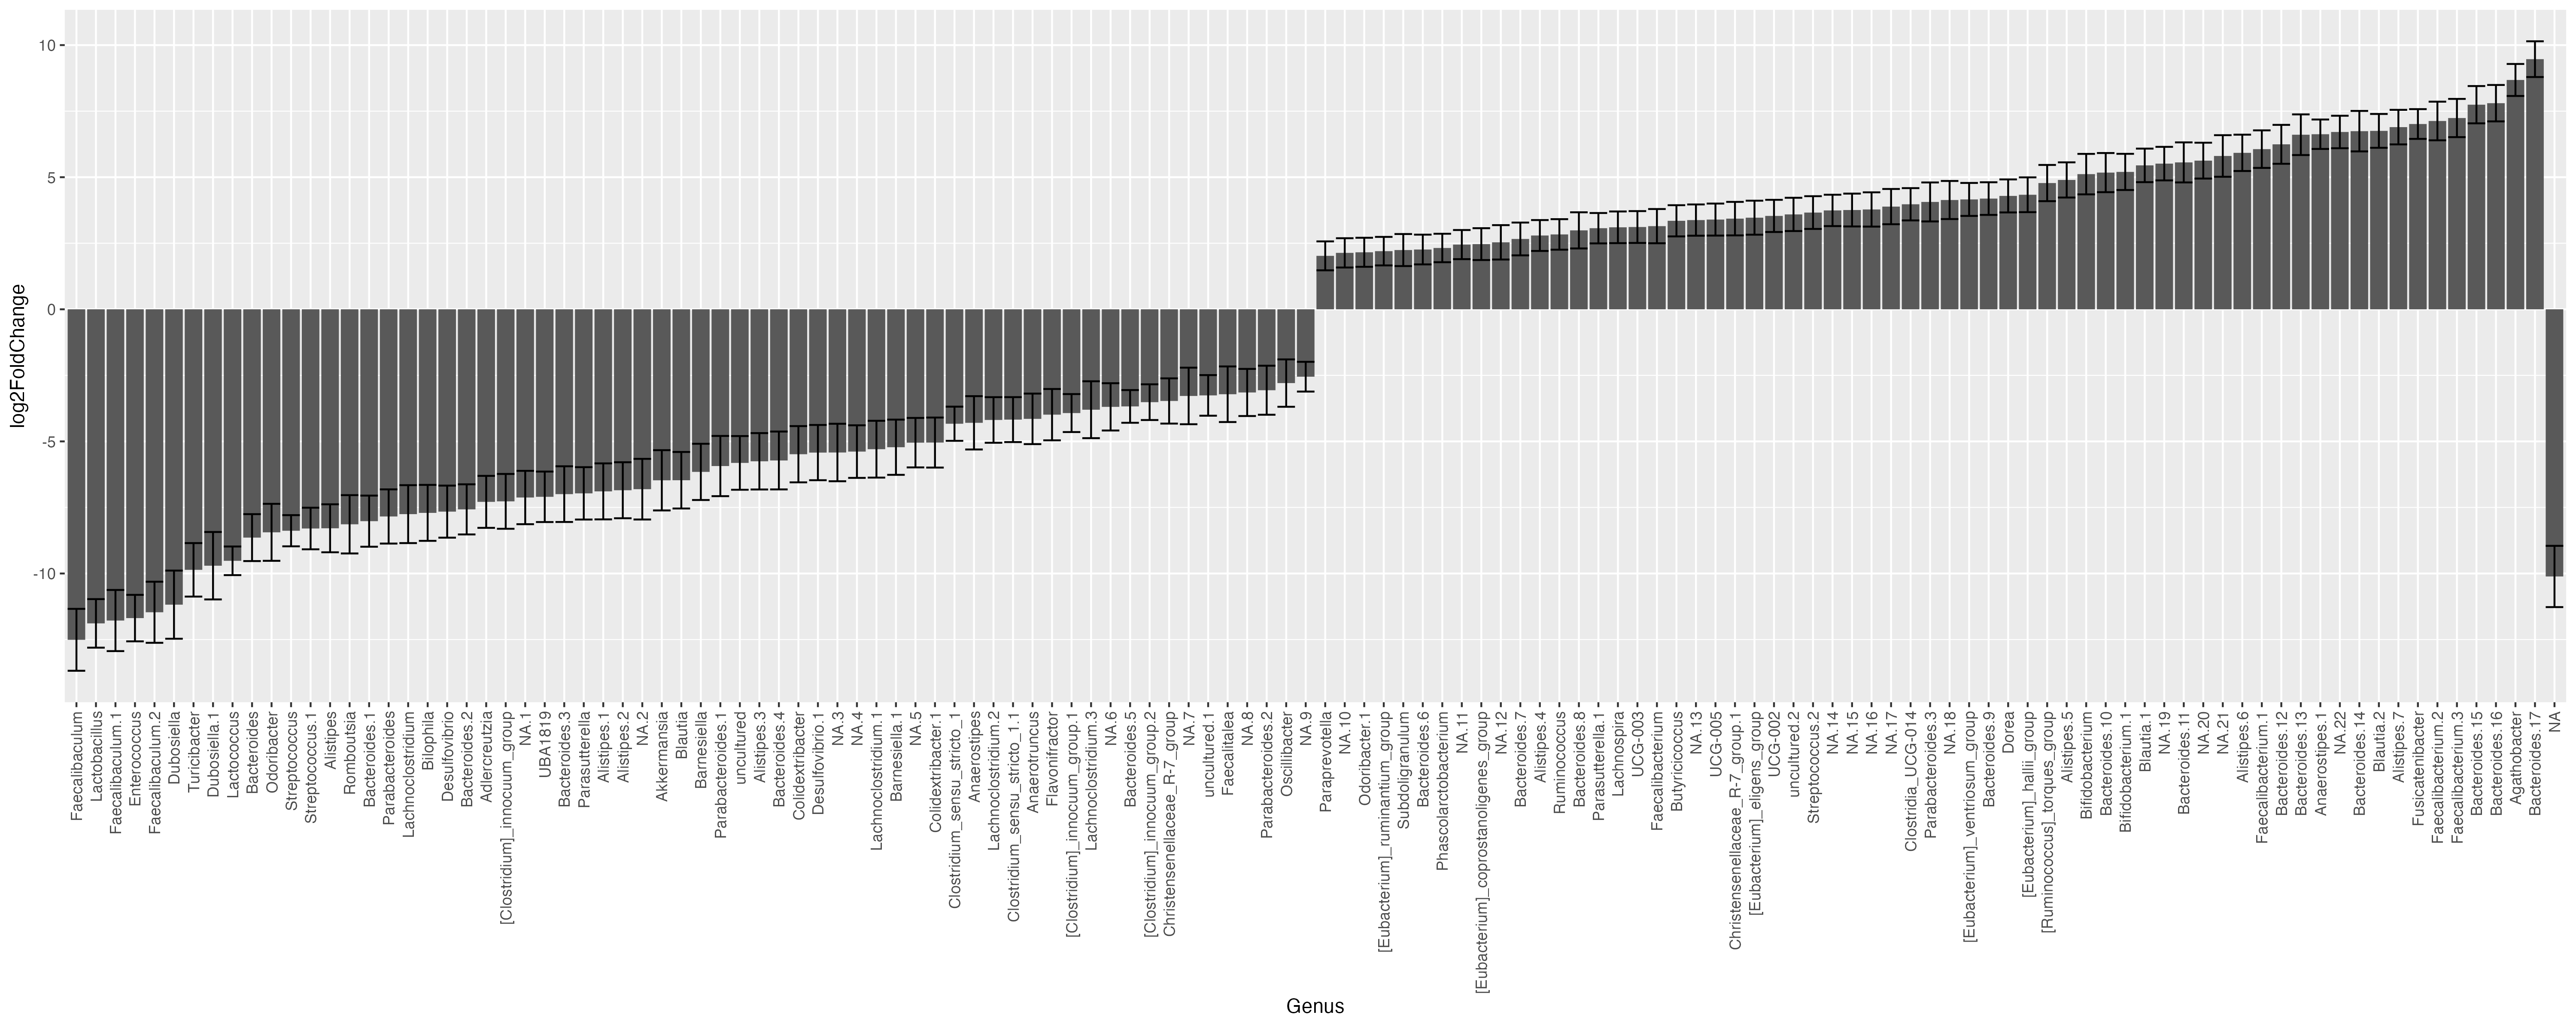 10
5
0
-5
-10
log2FoldChange
Faecalibaculum
Lactobacillus
Faecalibaculum.1
Enterococcus
Faecalibaculum.2
Dubosiella
Turicibacter
Dubosiella.1
Lactococcus
Bacteroides
Odoribacter
Streptococcus
Streptococcus.1
Alistipes
Romboutsia
Bacteroides.1
Parabacteroides
Lachnoclostridium
Bilophila
Desulfovibrio
Bacteroides.2
Adlercreutzia
[Clostridium]_innocuum_group
NA.1
UBA1819
Bacteroides.3
Parasutterella
Alistipes.1
Alistipes.2
NA.2
Akkermansia
Blautia
Barnesiella
Parabacteroides.1
uncultured
Alistipes.3
Bacteroides.4
Colidextribacter
Desulfovibrio.1
NA.3
NA.4
Lachnoclostridium.1
Barnesiella.1
NA.5
Colidextribacter.1
Clostridium_sensu_stricto_1
Anaerostipes
Lachnoclostridium.2
Clostridium_sensu_stricto_1.1
Anaerotruncus
Flavonifractor
[Clostridium]_innocuum_group.1
Lachnoclostridium.3
NA.6
Bacteroides.5
[Clostridium]_innocuum_group.2
Christensenellaceae_R-7_group
NA.7
uncultured.1
Faecalitalea
NA.8
Parabacteroides.2
Oscillibacter
NA.9
Paraprevotella
NA.10
Odoribacter.1
[Eubacterium]_ruminantium_group
Subdoligranulum
Bacteroides.6
Phascolarctobacterium
NA.11
[Eubacterium]_coprostanoligenes_group
NA.12
Bacteroides.7
Alistipes.4
Ruminococcus
Bacteroides.8
Parasutterella.1
Lachnospira
UCG-003
Faecalibacterium
Butyricicoccus
NA.13
UCG-005
Christensenellaceae_R-7_group.1
[Eubacterium]_eligens_group
UCG-002
uncultured.2
Streptococcus.2
NA.14
NA.15
NA.16
NA.17
Clostridia_UCG-014
Parabacteroides.3
NA.18
[Eubacterium]_ventriosum_group
Bacteroides.9
Dorea
[Eubacterium]_hallii_group
[Ruminococcus]_torques_group
Alistipes.5
Bifidobacterium
Bacteroides.10
Bifidobacterium.1
Blautia.1
NA.19
Bacteroides.11
NA.20
NA.21
Alistipes.6
Faecalibacterium.1
Bacteroides.12
Bacteroides.13
Anaerostipes.1
NA.22
Bacteroides.14
Blautia.2
Alistipes.7
Fusicatenibacter
Faecalibacterium.2
Faecalibacterium.3
Bacteroides.15
Bacteroides.16
Agathobacter
Bacteroides.17
NA
Genus